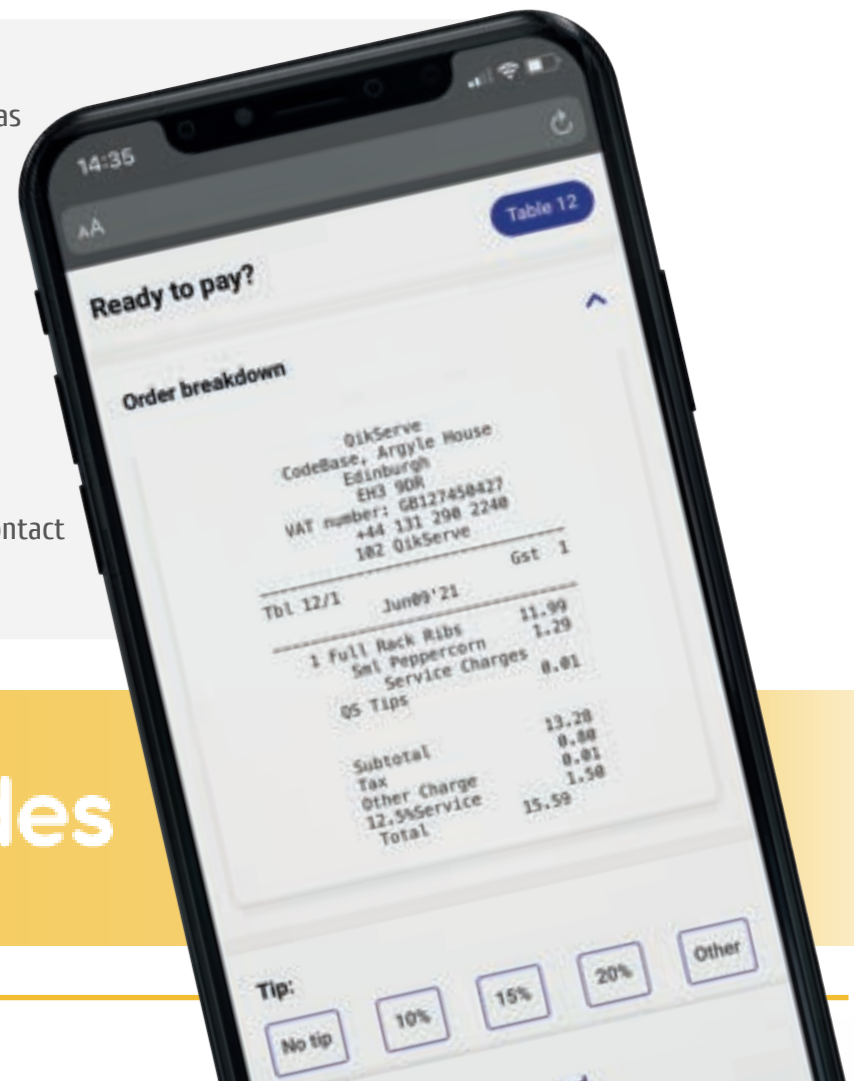 as
ontact
des
14:35
AA
Table 12
Ready to pay?
Order breakdown
QikServe
CodeBase, Argyle House
Edinburgh
EH3 9DR
VAT number: GB127450427
+44 131 290 2240
102 QikServe
Tbl 12/1 Gst 1
Jun09'21
1 Full Rack Ribs 11.99
Sml Peppercorn 1.29
Service Charges
QS Tips 0.01
Subtotal 13.28
Tax 0.80
Other Charge 0.01
12.5%Service 1.50
Total 15.59
Tip:
No tip 10% 15% 20% Other